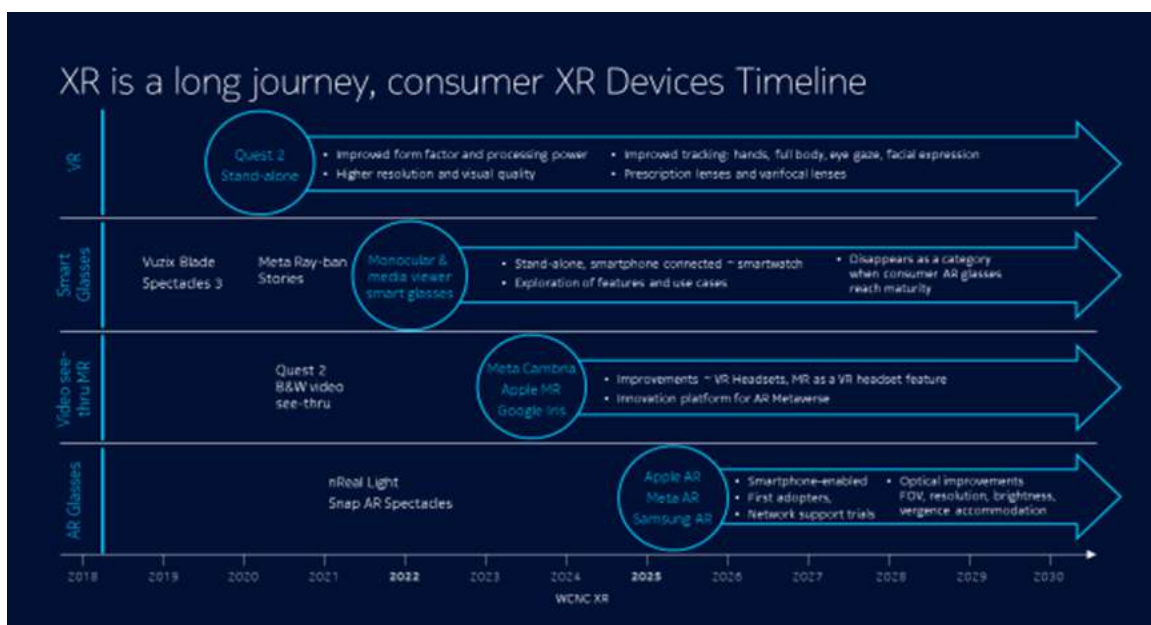 XR is a long journey, consumer XR Devices Timeline
VR
Quest 2
Stand-alone
• Improved form factor and processing power
• Higher resolution and visual quality
• Improved tracking: hands, full body, eye gaze, facial expression
• Prescription lenses and varifocal lenses
Smart
Glasses
Vuzix Blade
Spectacles 3
Meta Ray-ban
Stories
Monocular &
media viewer
smart glasses
• Stand-alone, smartphone connected ~ smartwatch
• Exploration of features and use cases
• Disappears as a category
when consumer AR glasses
reach maturity
Video see-
thru MR
Quest 2
B&W video
see-thru
Meta Cambria
Apple MR
Google Iris
• Improvements ~ VR Headsets, MR as a VR headset feature
• Innovation platform for AR Metaverse
AR Glasses
nReal Light
Snap AR Spectacles
Apple AR
Meta AR
Samsung AR
• Smartphone-enabled
• First adopters,
• Network support trials
• Optical improvements
FOV, resolution, brightness,
vergence accommodation
2018 2019 2020 2021 2022 2023 2024 2025 2026 2027 2028 2029 2030
WCNC XR